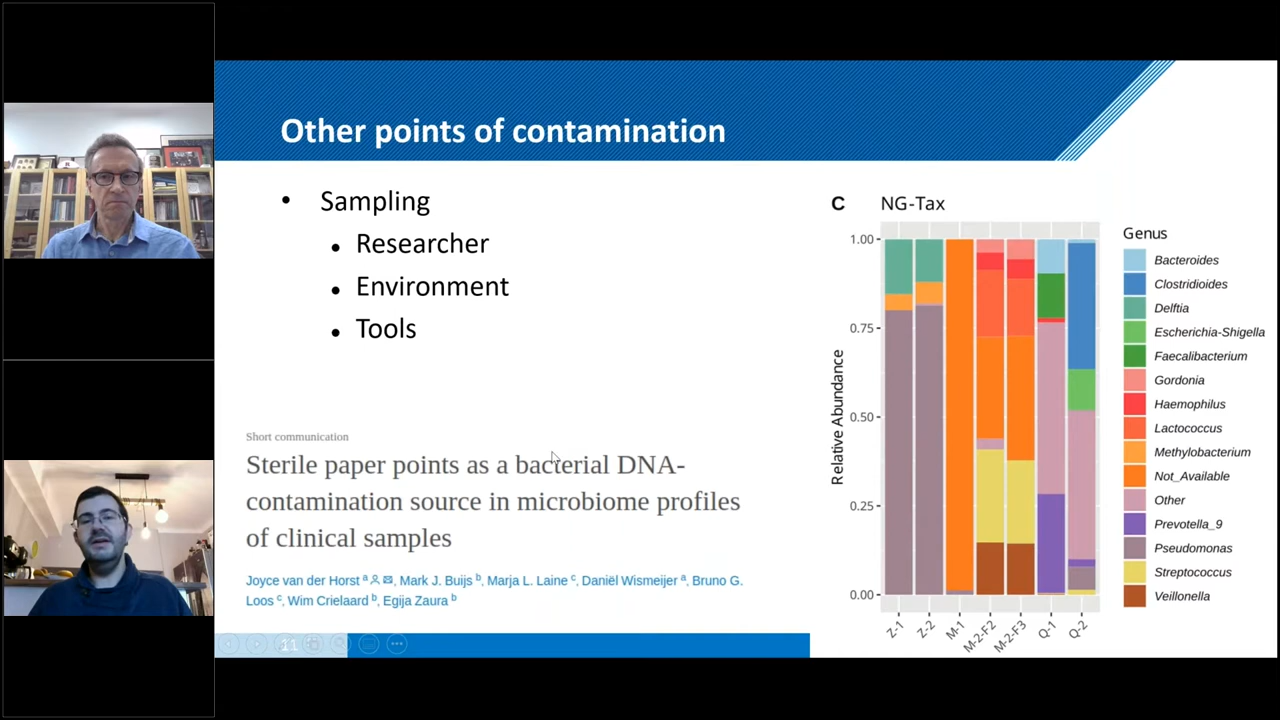 Other points of contamination
• Sampling
• Researcher
• Environment
• Tools
Short communication
Sterile paper points as a bacterial DNA-
contamination source in microbiome profiles
of clinical samples
Joyce van der Horst a, Mark J. Buijs b, Marja L. Laine c, Daniël Wismeijer a, Bruno G.
Loos c, Wim Crielaard b, Egija Zaura b
11
C NG-Tax
Relative Abundance
1.00
0.75
0.50
0.25
0.00
Z-1
Z-2
M-1
M-2-F2
M-2-F3
Q-1
Q-2
Genus
Bacteroides
Clostridioides
Delftia
Escherichia-Shigella
Faecalibacterium
Gordonia
Haemophilus
Lactococcus
Methylobacterium
Not_Available
Other
Prevotella_9
Pseudomonas
Streptococcus
Veillonella